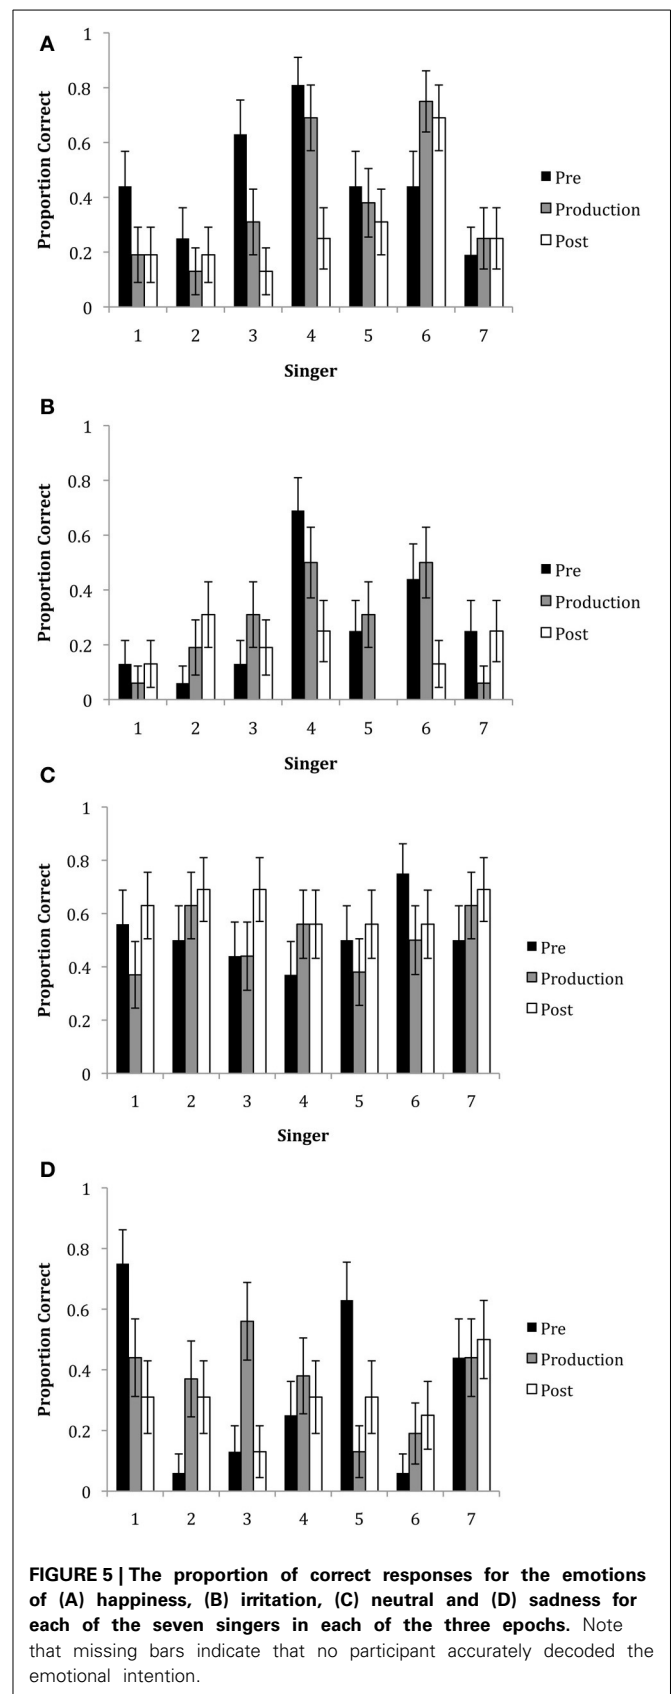 A
1
0.8
0.6
0.4
0.2
0
Proportion Correct
1 2 3 4 5 6 7
Singer
Pre
Production
Post
B
1
0.8
0.6
0.4
0.2
0
Proportion Correct
1 2 3 4 5 6 7
Singer
Pre
Production
Post
C
1
0.8
0.6
0.4
0.2
0
Proportion Correct
1 2 3 4 5 6 7
Singer
Pre
Production
Post
D
1
0.8
0.6
0.4
0.2
0
Proportion Correct
1 2 3 4 5 6 7
Pre
Production
Post
FIGURE 5 | The proportion of correct responses for the emotions
of (A) happiness, (B) irritation, (C) neutral and (D) sadness for
each of the seven singers in each of the three epochs. Note
that missing bars indicate that no participant accurately decoded the
emotional intention.